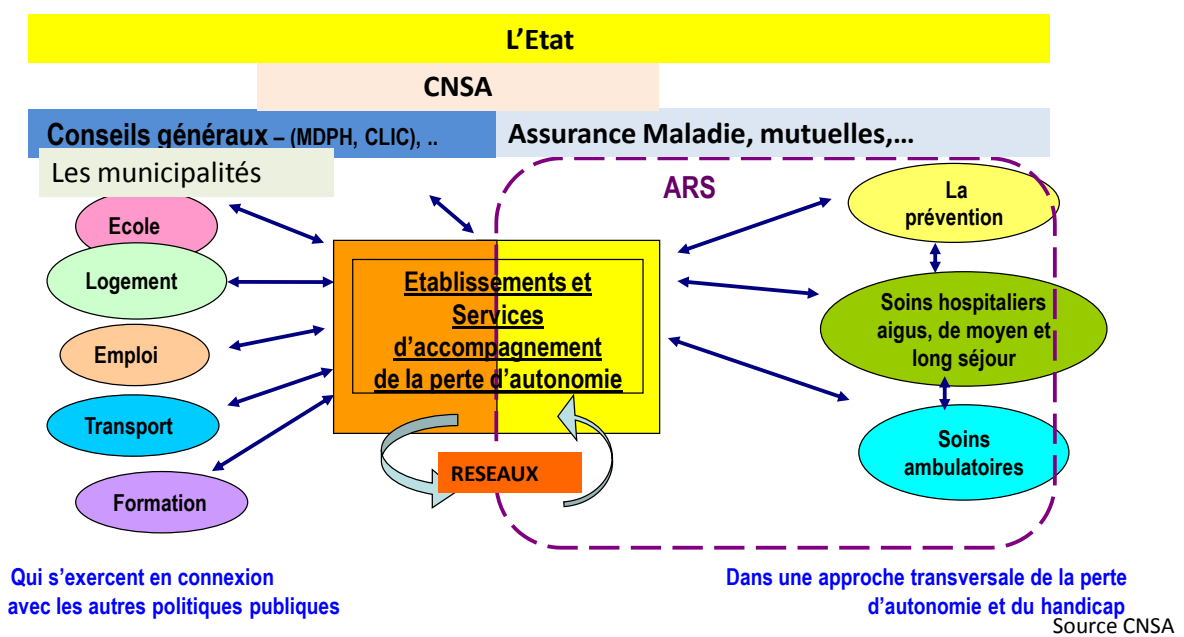 L'Etat
CNSA
Conseils généraux – (MDPH, CLIC), ..
Assurance Maladie, mutuelles,…
Les municipalités
ARS
Ecole
Logement
Emploi
Transport
Formation
Etablissements et
Services
d'accompagnement
de la perte d'autonomie
RESEAUX
La
prévention
Soins hospitaliers
aigus, de moyen et
long séjour
Soins
ambulatoires
Qui s'exercent en connexion
avec les autres politiques publiques
Dans une approche transversale de la perte
d'autonomie et du handicap
Source CNSA